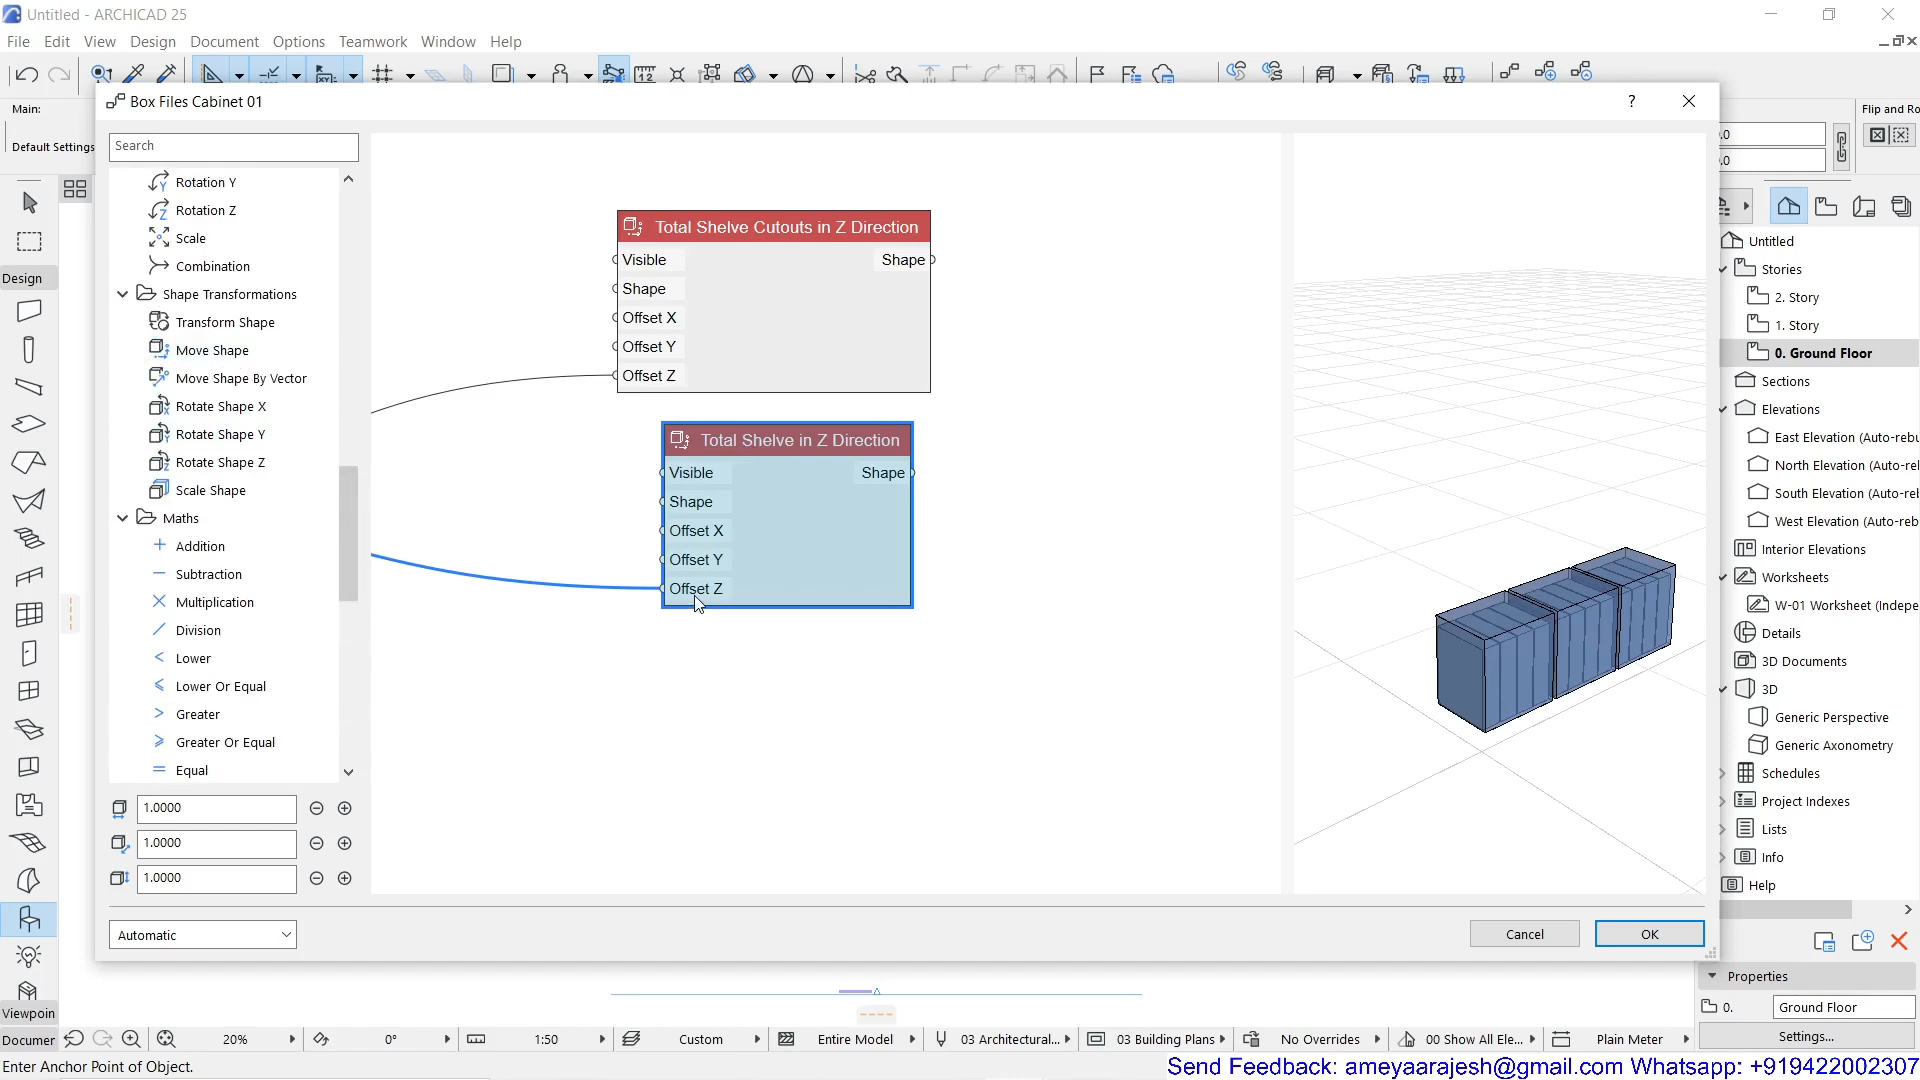 Untitled - ARCHICAD 25
File Edit View Design Document Options Teamwork Window Help
Main:
Default Settings
Flip and Ro
.0
.0
Box Files Cabinet 01
?
Search
Rotation Y
Rotation Z
Scale
Combination
Shape Transformations
Transform Shape
Move Shape
Move Shape By Vector
Rotate Shape X
Rotate Shape Y
Rotate Shape Z
Scale Shape
Maths
Addition
Subtraction
Multiplication
Division
Lower
Lower Or Equal
Greater
Greater Or Equal
Equal
1.0000
1.0000
1.0000
Automatic
Total Shelve Cutouts in Z Direction
Visible Shape
Shape
Offset X
Offset Y
Offset Z
Total Shelve in Z Direction
Visible Shape
Shape
Offset X
Offset Y
Offset Z
Cancel OK
Design
Viewpoin
Documer
Untitled
Stories
2. Story
1. Story
0. Ground Floor
Sections
Elevations
East Elevation (Auto-rebu
North Elevation (Auto-rel
South Elevation (Auto-rel
West Elevation (Auto-reb
Interior Elevations
Worksheets
W-01 Worksheet (Indepe
Details
3D Documents
3D
Generic Perspective
Generic Axonometry
Schedules
Project Indexes
Lists
Info
Help
Properties
0. Ground Floor
Settings...
20% 0° 1:50 Custom Entire Model 03 Architectural... 03 Building Plans No Overrides 00 Show All Ele... Plain Meter
Enter Anchor Point of Object.
Send Feedback: ameyaarajesh@gmail.com Whatsapp: +919422002307